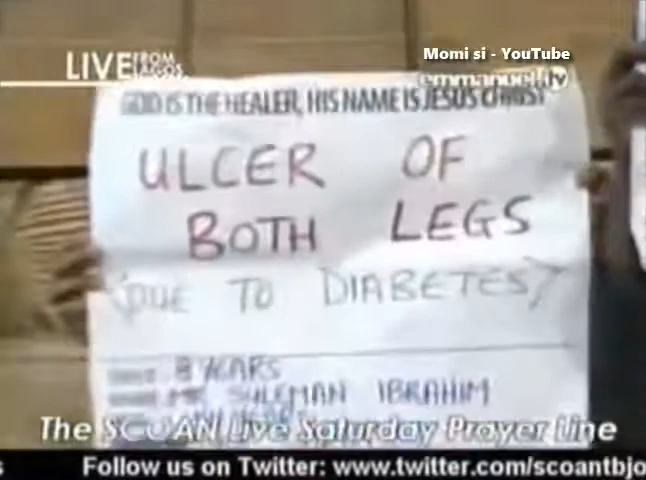 Momi si - YouTube
LIVE FROM LAGOS
emmanuel.tv
GOD IS THE HEALER, HIS NAME IS JESUS CHRIST
ULCER OF
BOTH LEGS
(DUE TO DIABETES)
8 YEARS
MR SULEMAN IBRAHIM
The SCOAN Live Saturday Prayer Line
s Follow us on Twitter: www.twitter.com/scoantbjo